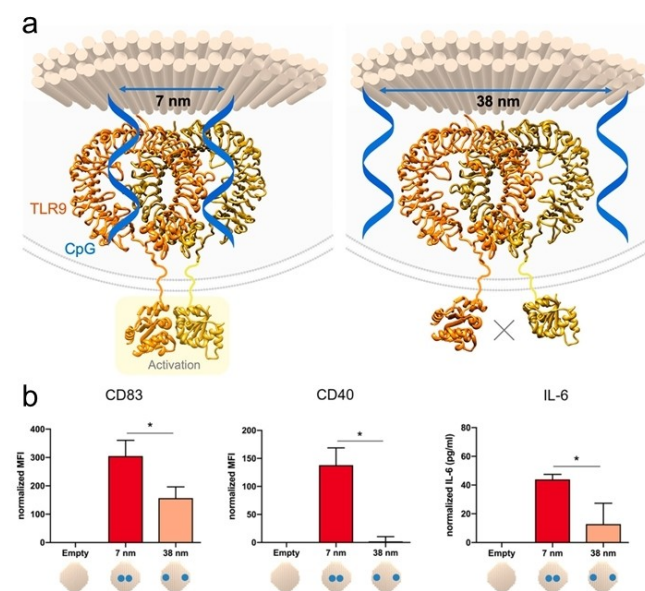 a
7 nm
38 nm
TLR9
CpG
Activation
b
CD83
CD40
IL-6
normalized MFI
400
300
200
100
0
*
Empty
7 nm
38 nm
normalized MFI
200
150
100
50
0
*
Empty
7 nm
38 nm
normalized IL-6 (pg/ml)
80
60
40
20
0
*
Empty
7 nm
38 nm